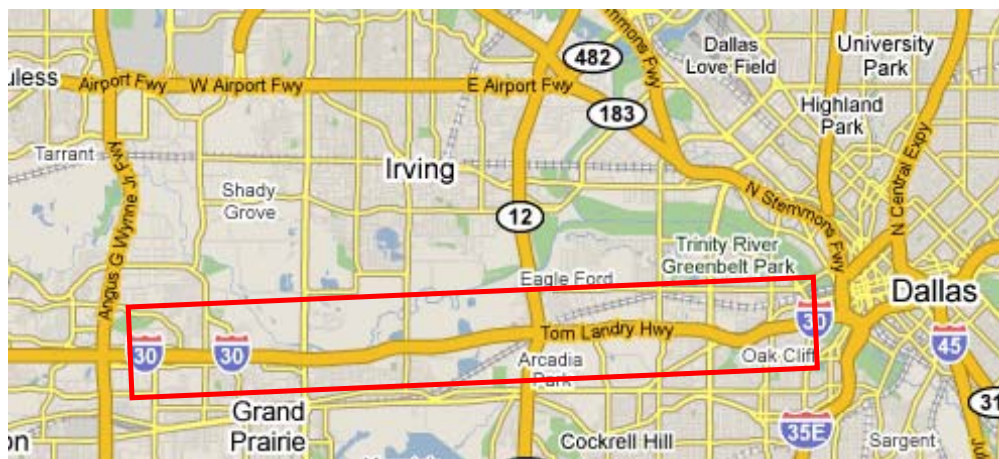 482
Dallas
Love Field
University
Park
uless
Airport Fwy
W Airport Fwy
E Airport Fwy
Stemmons Fwy
183
Highland
Park
Tarrant
Irving
N Central Expy
Shady
Grove
12
N Stemmons Fwy
Angus G Wynne Jr Fwy
Trinity River
Greenbelt Park
Eagle Ford
Dallas
30
30
Tom Landry Hwy
30
45
Arcadia
Park
Oak Cliff
Grand
Prairie
31
35E
on
Cockrell Hill
Sargent